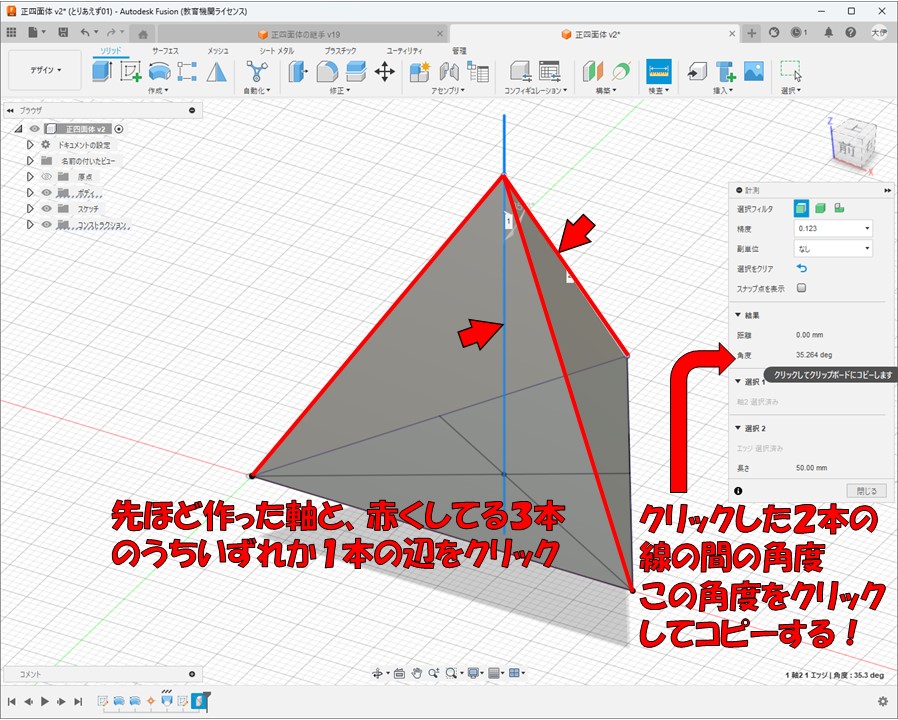 正四面体 v2* (とりあえず01) - Autodesk Fusion (教育機関ライセンス)
正四面体の継手 v19
正四面体 v2*
1
大伊
ソリッド サーフェス メッシュ シート メタル プラスチック ユーティリティ 管理
デザイン
作成 自動化 修正 アセンブリ コンフィギュレーション 構築 検査 挿入 選択
ブラウザ
正四面体 v2
ドキュメントの設定
名前の付いたビュー
原点
ボディ
スケッチ
コンストラクション
Z
前
X
1
計測
選択フィルタ
精度 0.123
副単位 なし
選択をクリア
スナップ点を表示
結果
距離 0.00 mm
角度 35.264 deg
クリックしてクリップボードにコピーします
選択 1
軸2 選択済み
選択 2
エッジ 選択済み
長さ 50.00 mm
閉じる
先ほど作った軸と、赤くしてる3本
のうちいずれか1本の辺をクリック
クリックした2本の
線の間の角度
この角度をクリック
してコピーする!
コメント
1 軸2 1 エッジ | 角度 : 35.3 deg